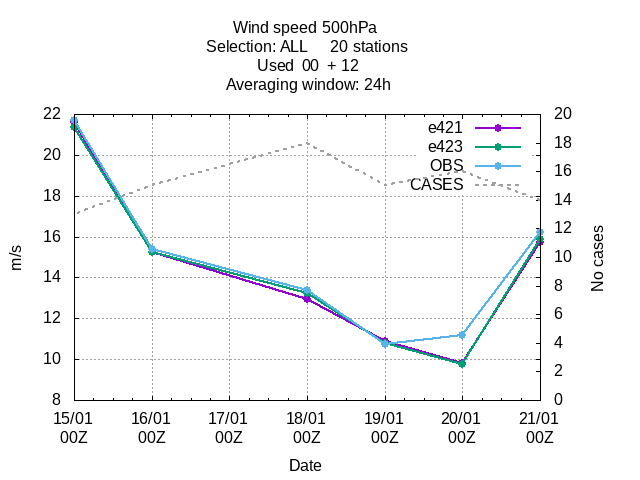 Wind speed 500hPa
Selection: ALL     20 stations
Used  00  + 12
Averaging window: 24h
22
20
18
16
14
12
10
8
m/s
20
18
16
14
12
10
8
6
4
2
0
No cases
e421
e423
OBS
CASES
15/01 16/01 17/01 18/01 19/01 20/01 21/01
00Z 00Z 00Z 00Z 00Z 00Z 00Z
Date